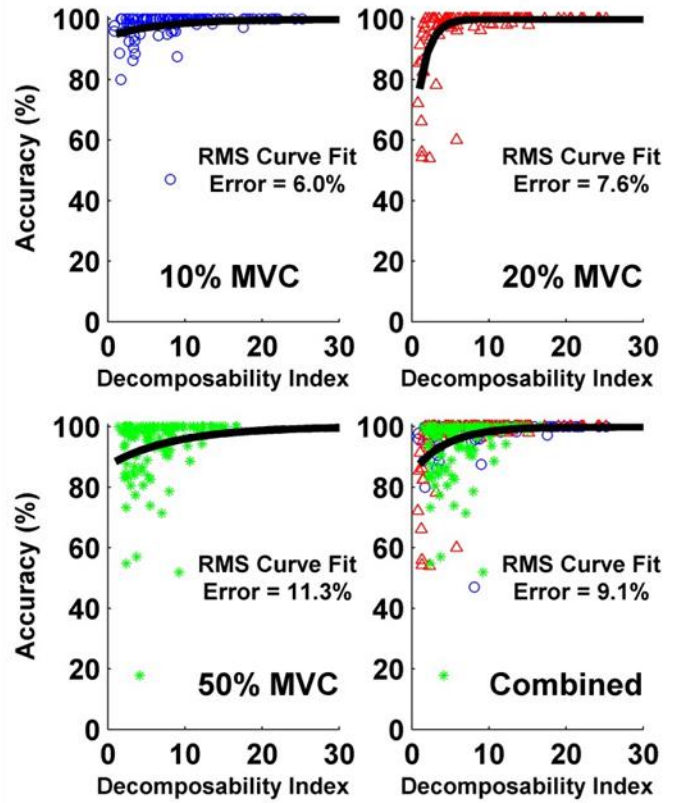 100
80
60
40
20
0
Accuracy (%)
RMS Curve Fit
Error = 6.0%
10% MVC
0 10 20 30
Decomposability Index
100
80
60
40
20
0
RMS Curve Fit
Error = 7.6%
20% MVC
0 10 20 30
Decomposability Index
100
80
60
40
20
0
Accuracy (%)
RMS Curve Fit
Error = 11.3%
50% MVC
0 10 20 30
Decomposability Index
100
80
60
40
20
0
RMS Curve Fit
Error = 9.1%
Combined
0 10 20 30
Decomposability Index